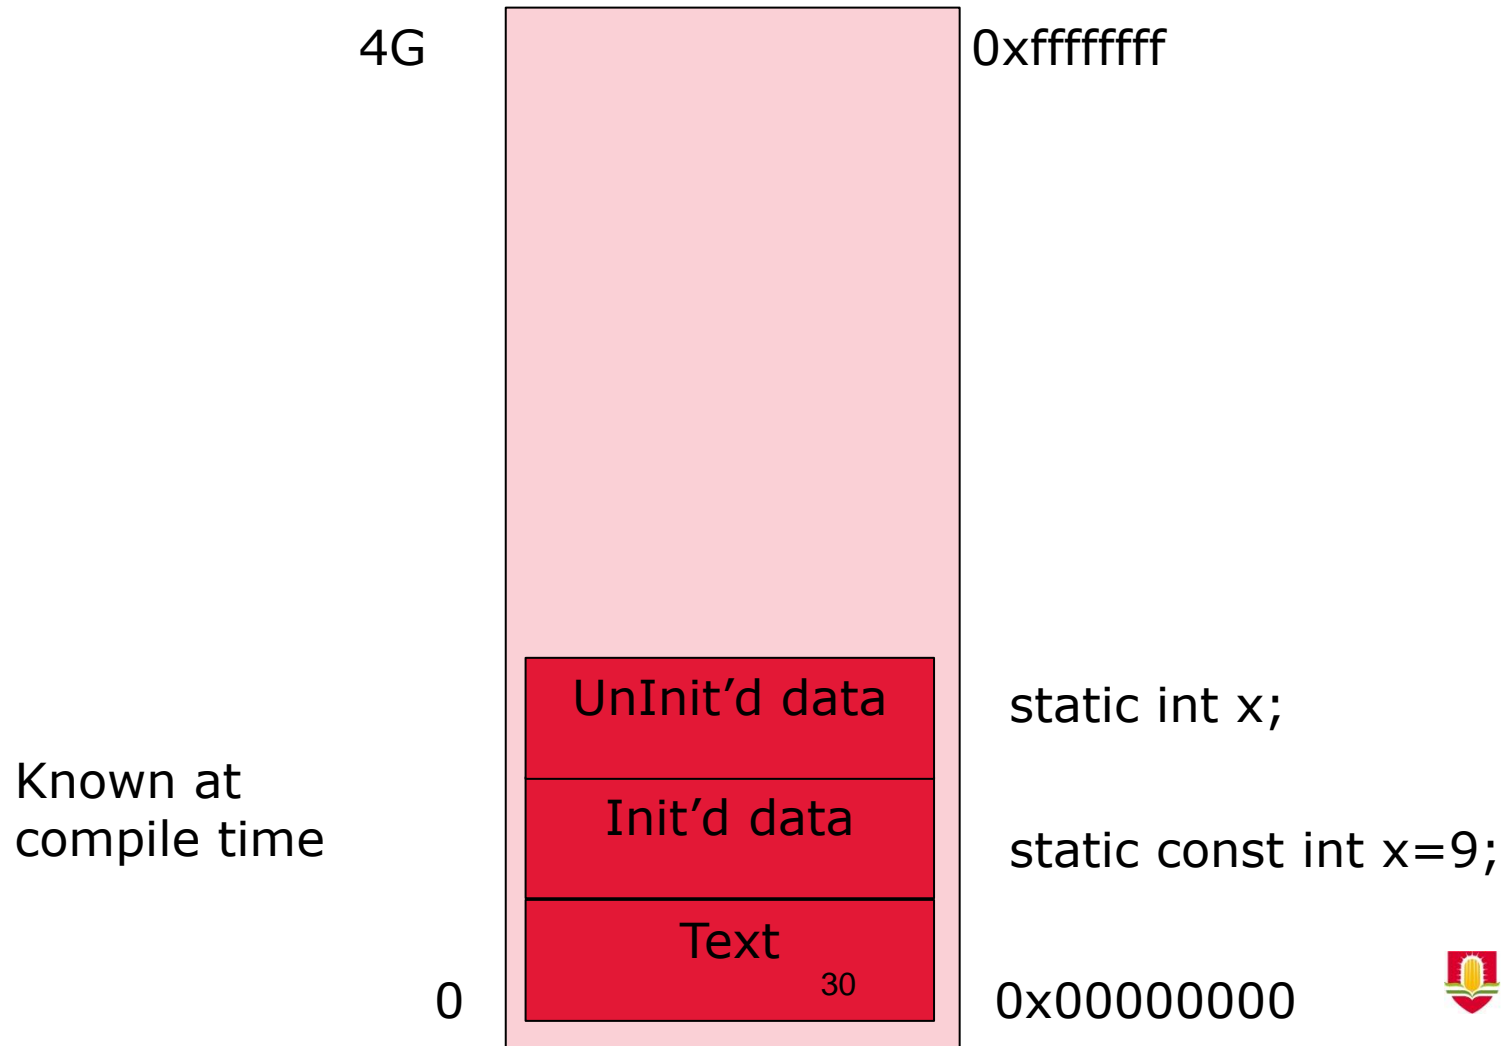 4G
0xffffffff
UnInit’d data
static int x;
Known at
compile time
Init’d data
static const int x=9;
Text
30
0
0x00000000